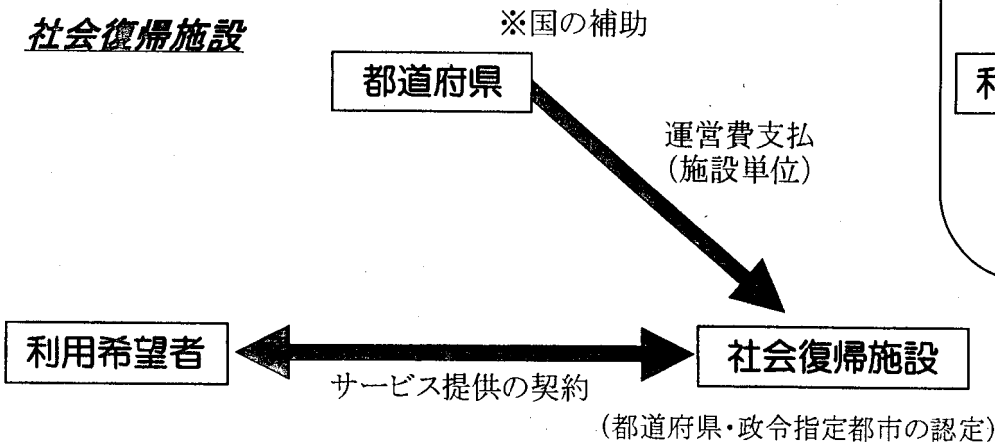 社会復帰施設
※国の補助
都道府県
運営費支払
(施設単位)
利用希望者
社会復帰施設
サービス提供の契約
(都道府県・政令指定都市の認定)